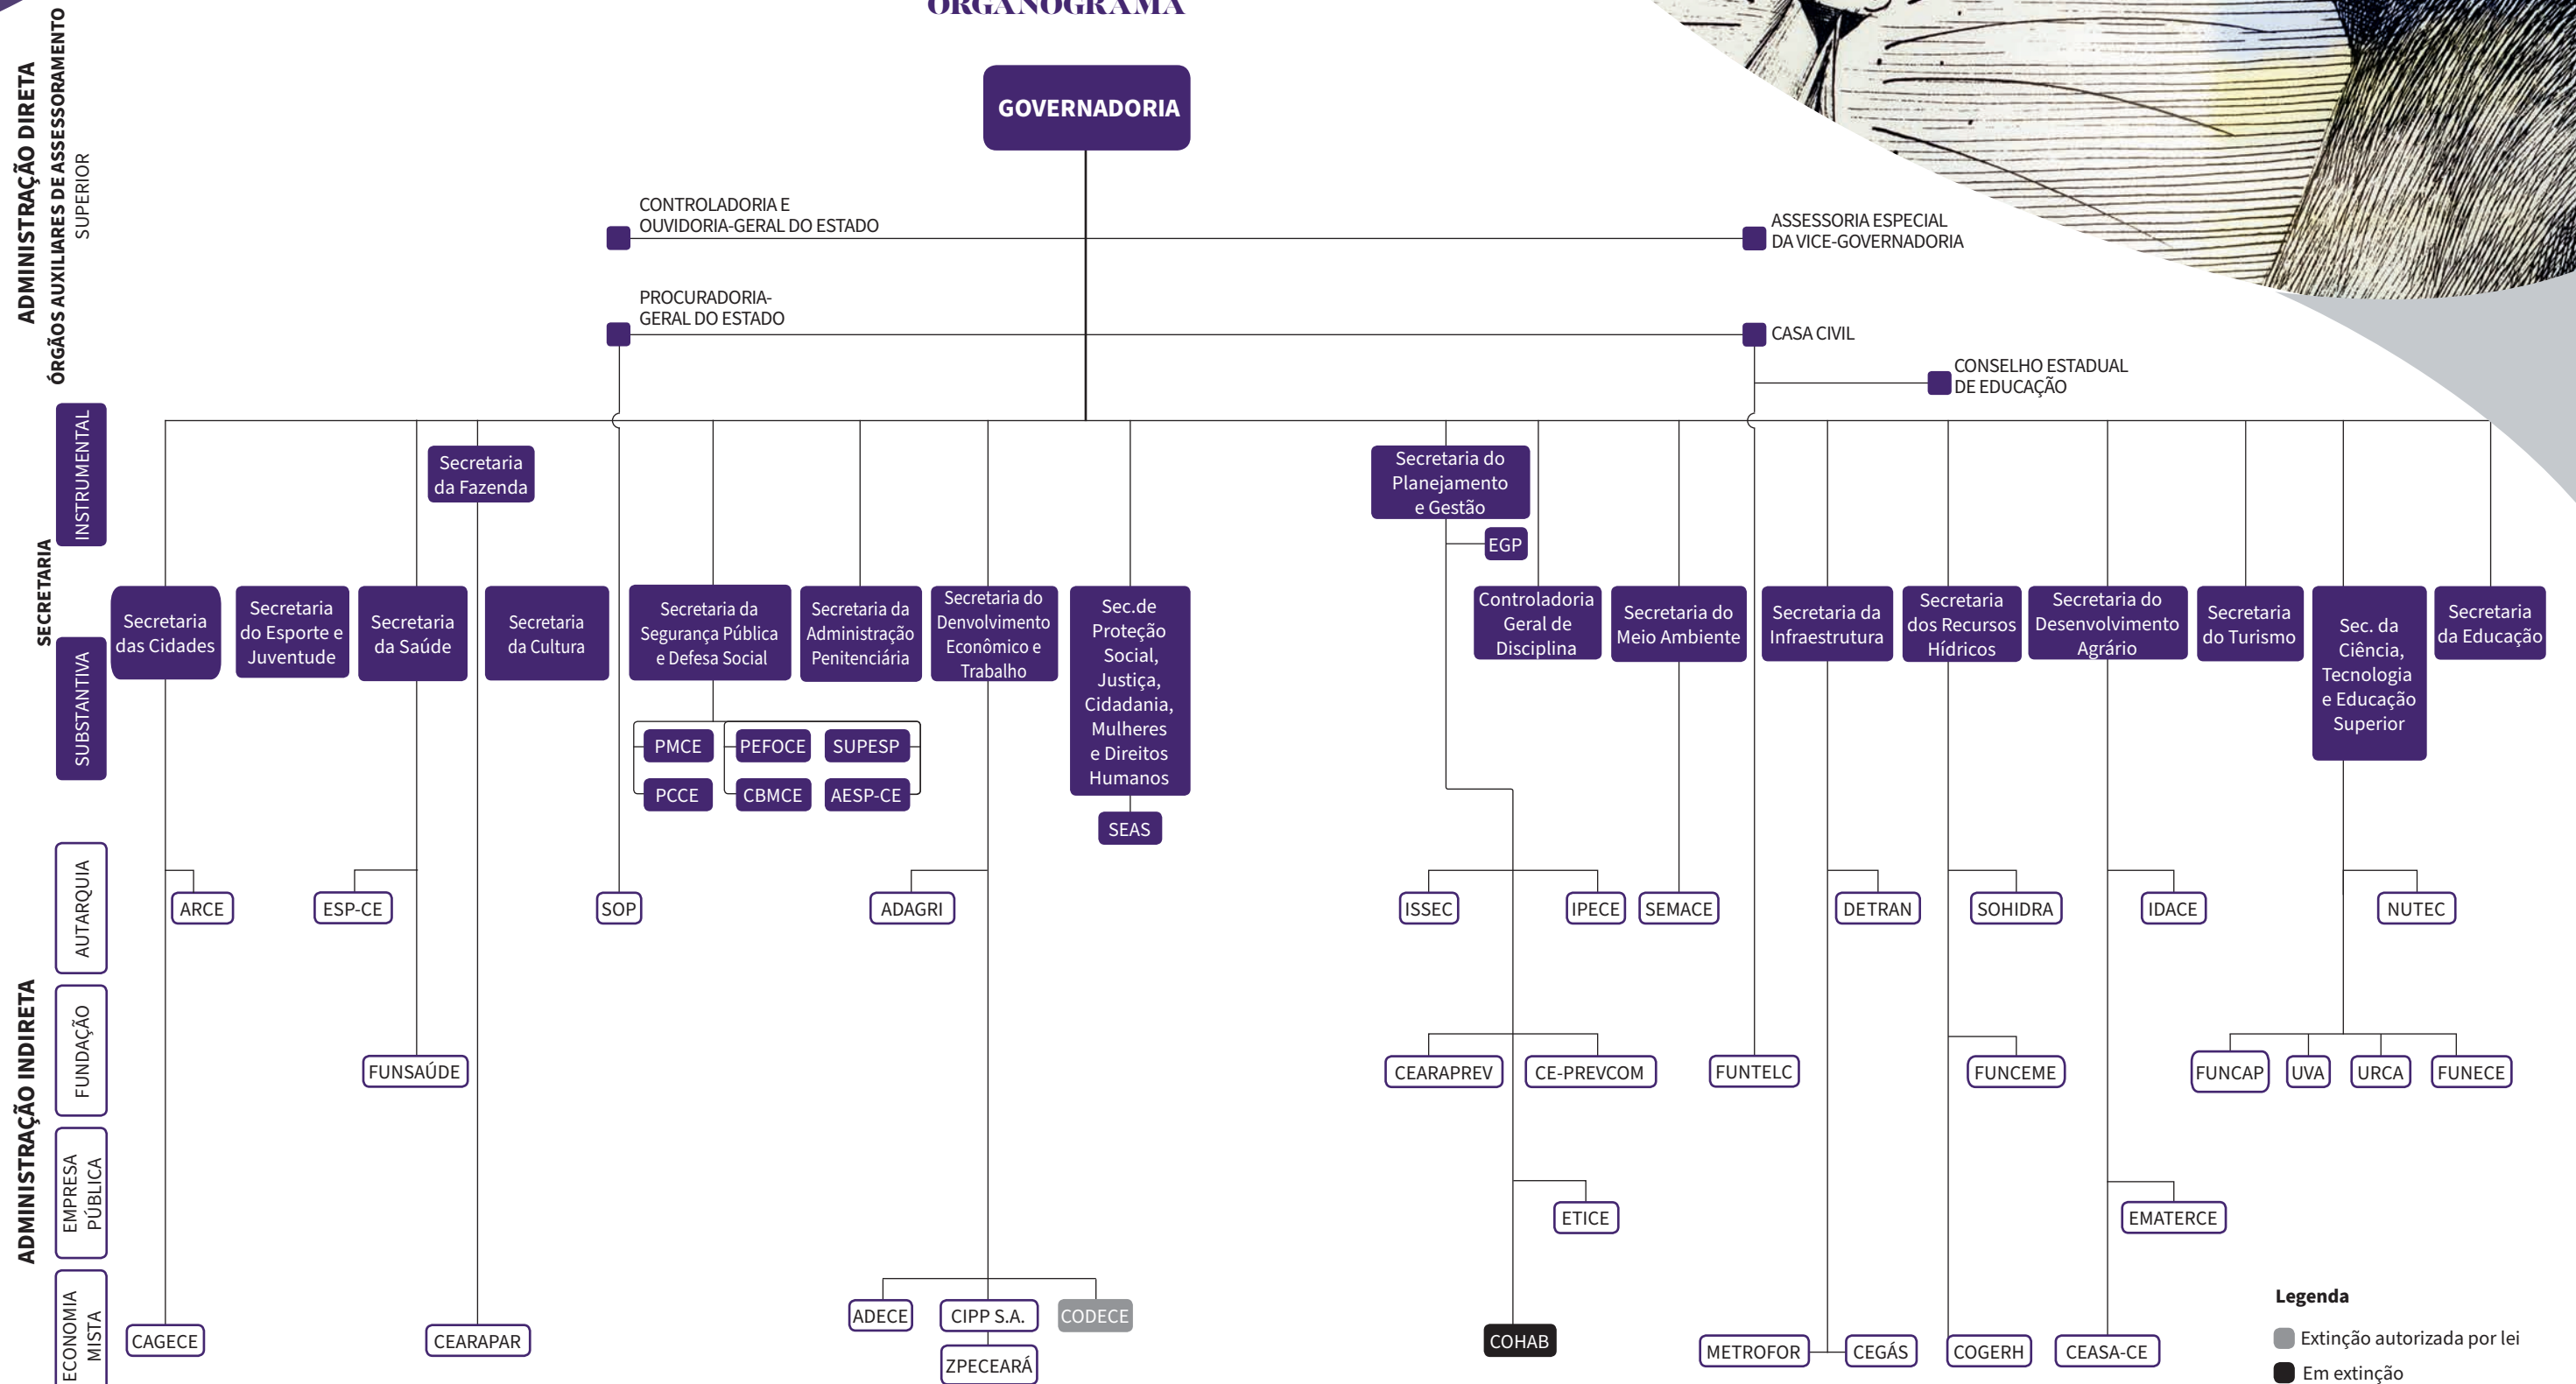 ORGANOGRAMA
ADMINISTRAÇÃO DIRETA
ÓRGÃOS AUXILIARES DE ASSESSORAMENTO
SUPERIOR
GOVERNADORIA
CONTROLADORIA E
OUVIDORIA-GERAL DO ESTADO
ASSESSORIA ESPECIAL
DA VICE-GOVERNADORIA
PROCURADORIA-
GERAL DO ESTADO
CASA CIVIL
CONSELHO ESTADUAL
DE EDUCAÇÃO
SECRETARIA
INSTRUMENTAL
Secretaria
da Fazenda
Secretaria do
Planejamento
e Gestão
EGP
SUBSTANTIVA
Secretaria
das Cidades
Secretaria
do Esporte e
Juventude
Secretaria
da Saúde
Secretaria
da Cultura
Secretaria da
Segurança Pública
e Defesa Social
Secretaria da
Administração
Penitenciária
Secretaria do
Denvolvimento
Econômico e
Trabalho
Sec.de
Proteção
Social,
Justiça,
Cidadania,
Mulheres
e Direitos
Humanos
Controladoria
Geral de
Disciplina
Secretaria do
Meio Ambiente
Secretaria da
Infraestrutura
Secretaria
dos Recursos
Hídricos
Secretaria do
Desenvolvimento
Agrário
Secretaria
do Turismo
Sec. da
Ciência,
Tecnologia
e Educação
Superior
Secretaria
da Educação
PMCE
PEFOCE
SUPESP
PCCE
CBMCE
AESP-CE
SEAS
ADMINISTRAÇÃO INDIRETA
AUTARQUIA
ARCE
ESP-CE
SOP
ADAGRI
ISSEC
IPECE
SEMACE
DETRAN
SOHIDRA
IDACE
NUTEC
FUNDAÇÃO
FUNSAÚDE
CEARAPREV
CE-PREVCOM
FUNTELC
FUNCEME
FUNCAP
UVA
URCA
FUNECE
EMPRESA
PÚBLICA
ETICE
EMATERCE
ECONOMIA
MISTA
CAGECE
CEARAPAR
ADECE
CIPP S.A.
CODECE
ZPECEARÁ
COHAB
METROFOR
CEGÁS
COGERH
CEASA-CE
Legenda
Extinção autorizada por lei
Em extinção